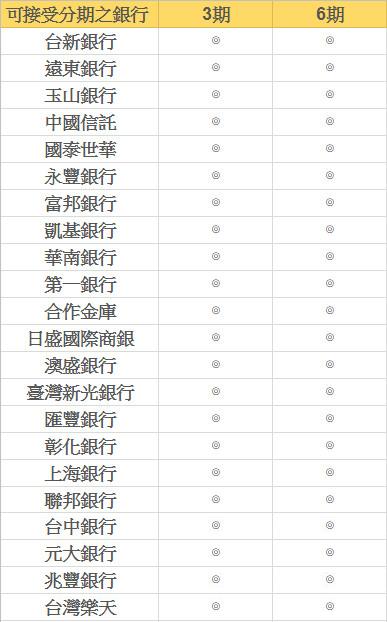 可接受分期之銀行 3期 6期
台新銀行 ◎ ◎
遠東銀行 ◎ ◎
玉山銀行 ◎ ◎
中國信託 ◎ ◎
國泰世華 ◎ ◎
永豐銀行 ◎ ◎
富邦銀行 ◎ ◎
凱基銀行 ◎ ◎
華南銀行 ◎ ◎
第一銀行 ◎ ◎
合作金庫 ◎ ◎
日盛國際商銀 ◎ ◎
澳盛銀行 ◎ ◎
臺灣新光銀行 ◎ ◎
匯豐銀行 ◎ ◎
彰化銀行 ◎ ◎
上海銀行 ◎ ◎
聯邦銀行 ◎ ◎
台中銀行 ◎ ◎
元大銀行 ◎ ◎
兆豐銀行 ◎ ◎
台灣樂天 ◎ ◎